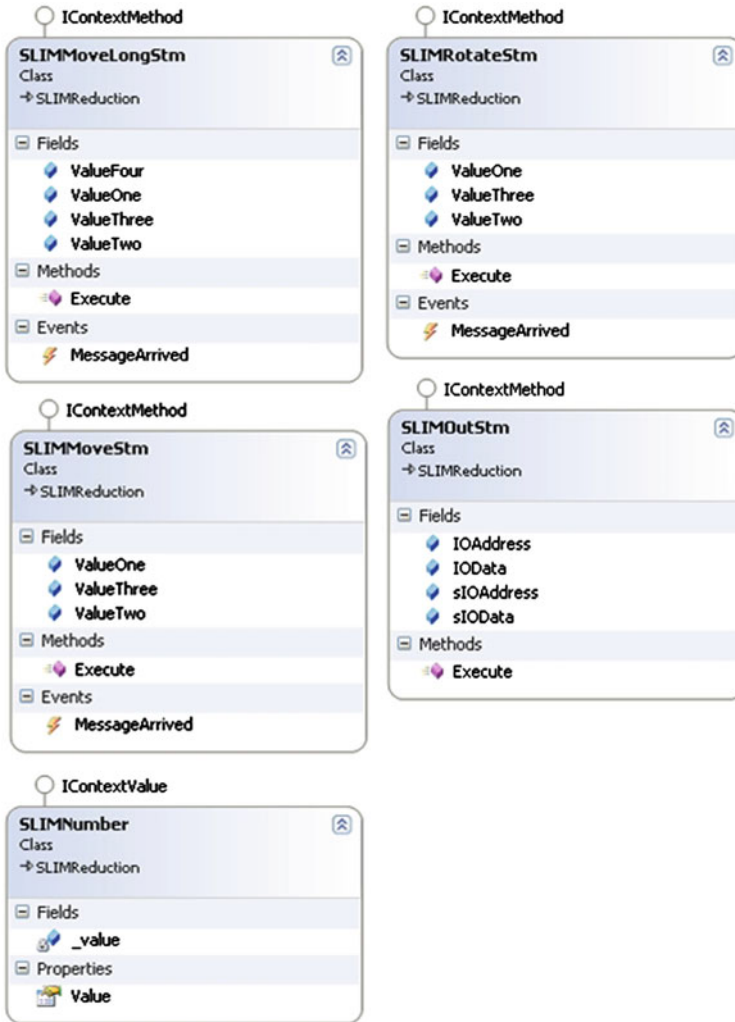 IContextMethod
SLIMMoveLongStm
Class
SLIMReduction
Fields
ValueFour
ValueOne
ValueThree
ValueTwo
Methods
Execute
Events
MessageArrived
IContextMethod
SLIMRotateStm
Class
SLIMReduction
Fields
ValueOne
ValueThree
ValueTwo
Methods
Execute
Events
MessageArrived
IContextMethod
SLIMMoveStm
Class
SLIMReduction
Fields
ValueOne
ValueThree
ValueTwo
Methods
Execute
Events
MessageArrived
IContextMethod
SLIMOutStm
Class
SLIMReduction
Fields
IOAddress
IOData
sIOAddress
sIOData
Methods
Execute
IContextValue
SLIMNumber
Class
SLIMReduction
Fields
_value
Properties
Value